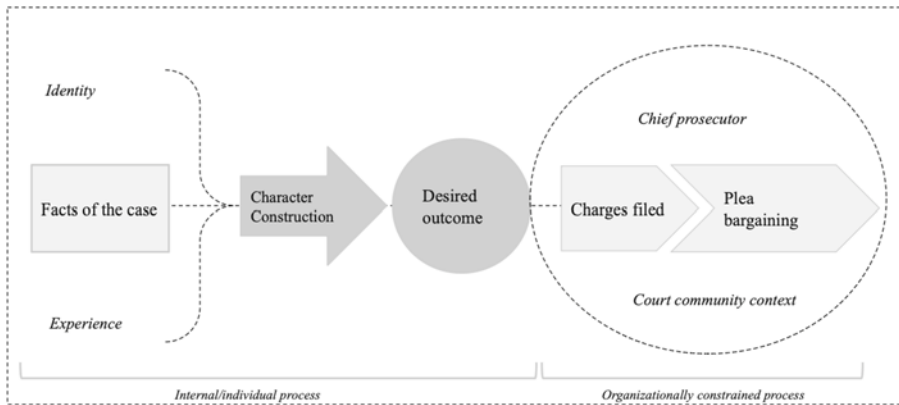 Identity
Facts of the case
Experience
Character
Construction
Desired
outcome
Chief prosecutor
Charges filed
Plea
bargaining
Court community context
Internal/individual process
Organizationally constrained process